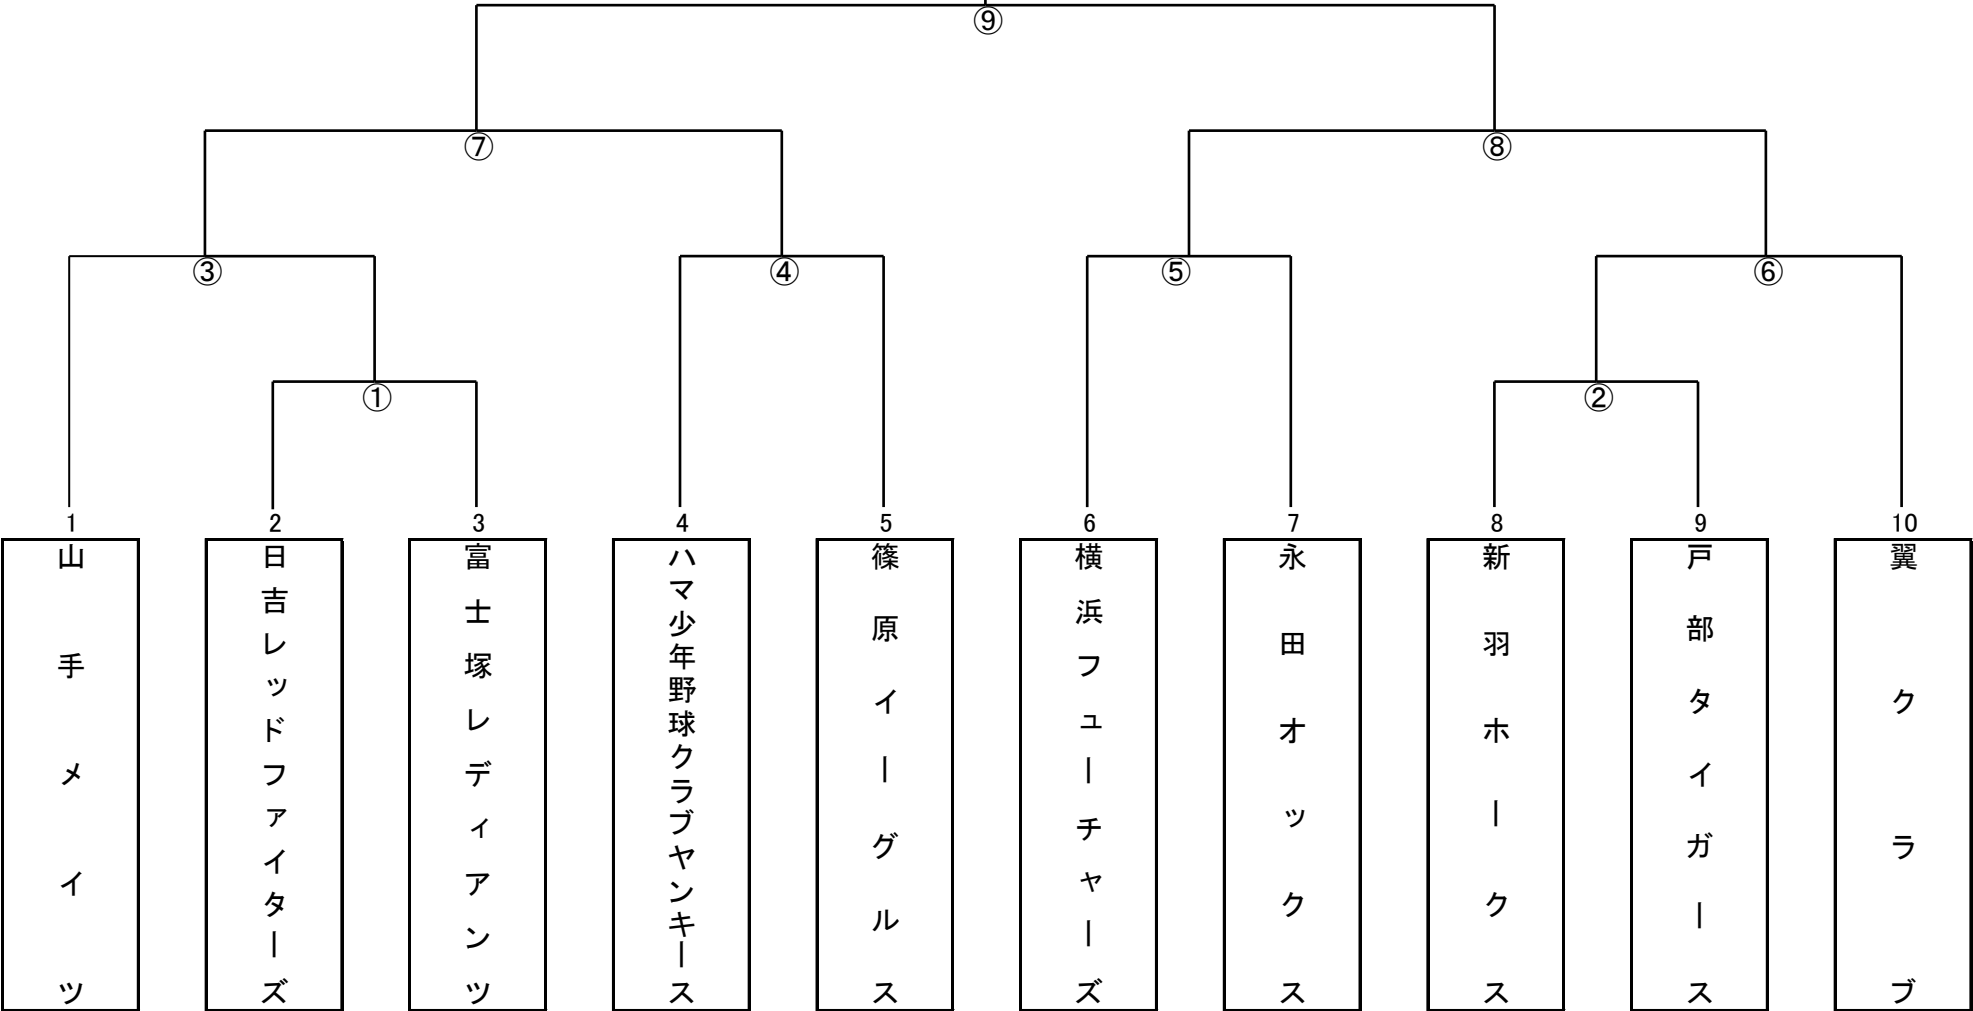 ⑨
⑦
⑧
③
④
⑤
⑥
①
②
1
2
3
4
5
6
7
8
9
10
山手メイツ
日吉レッドファイターズ
富士塚レディアンツ
ハマ少年野球クラブヤンキース
篠原イーグルス
横浜フューチャーズ
永田オックス
新羽ホークス
戸部タイガース
翼クラブ